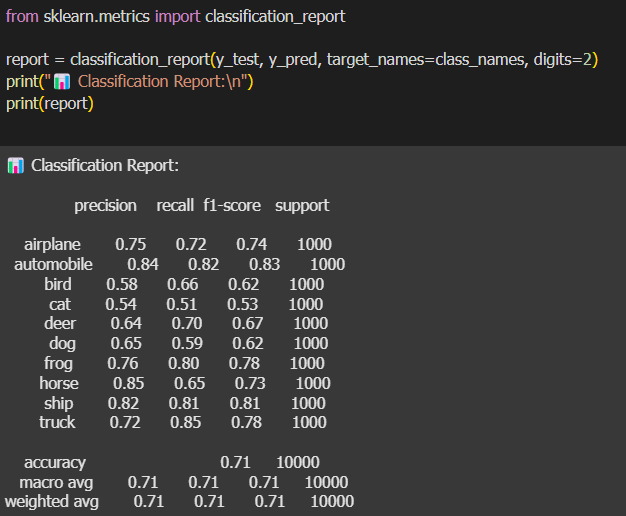 from sklearn.metrics import classification_report
report = classification_report(y_test, y_pred, target_names=class_names, digits=2)
print("📊 Classification Report:\n")
print(report)
📊 Classification Report:
precision recall f1-score support
airplane 0.75 0.72 0.74 1000
automobile 0.84 0.82 0.83 1000
bird 0.58 0.66 0.62 1000
cat 0.54 0.51 0.53 1000
deer 0.64 0.70 0.67 1000
dog 0.65 0.59 0.62 1000
frog 0.76 0.80 0.78 1000
horse 0.85 0.65 0.73 1000
ship 0.82 0.81 0.81 1000
truck 0.72 0.85 0.78 1000
accuracy 0.71 10000
macro avg 0.71 0.71 0.71 10000
weighted avg 0.71 0.71 0.71 10000